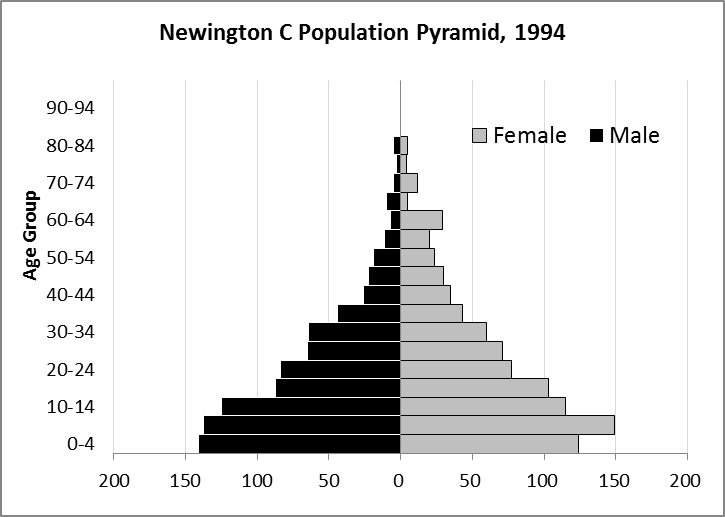 Newington C Population Pyramid, 1994
90-94
Female Male
80-84
70-74
60-64
Age Group
50-54
40-44
30-34
20-24
10-14
0-4
200 150 100 50 0 50 100 150 200